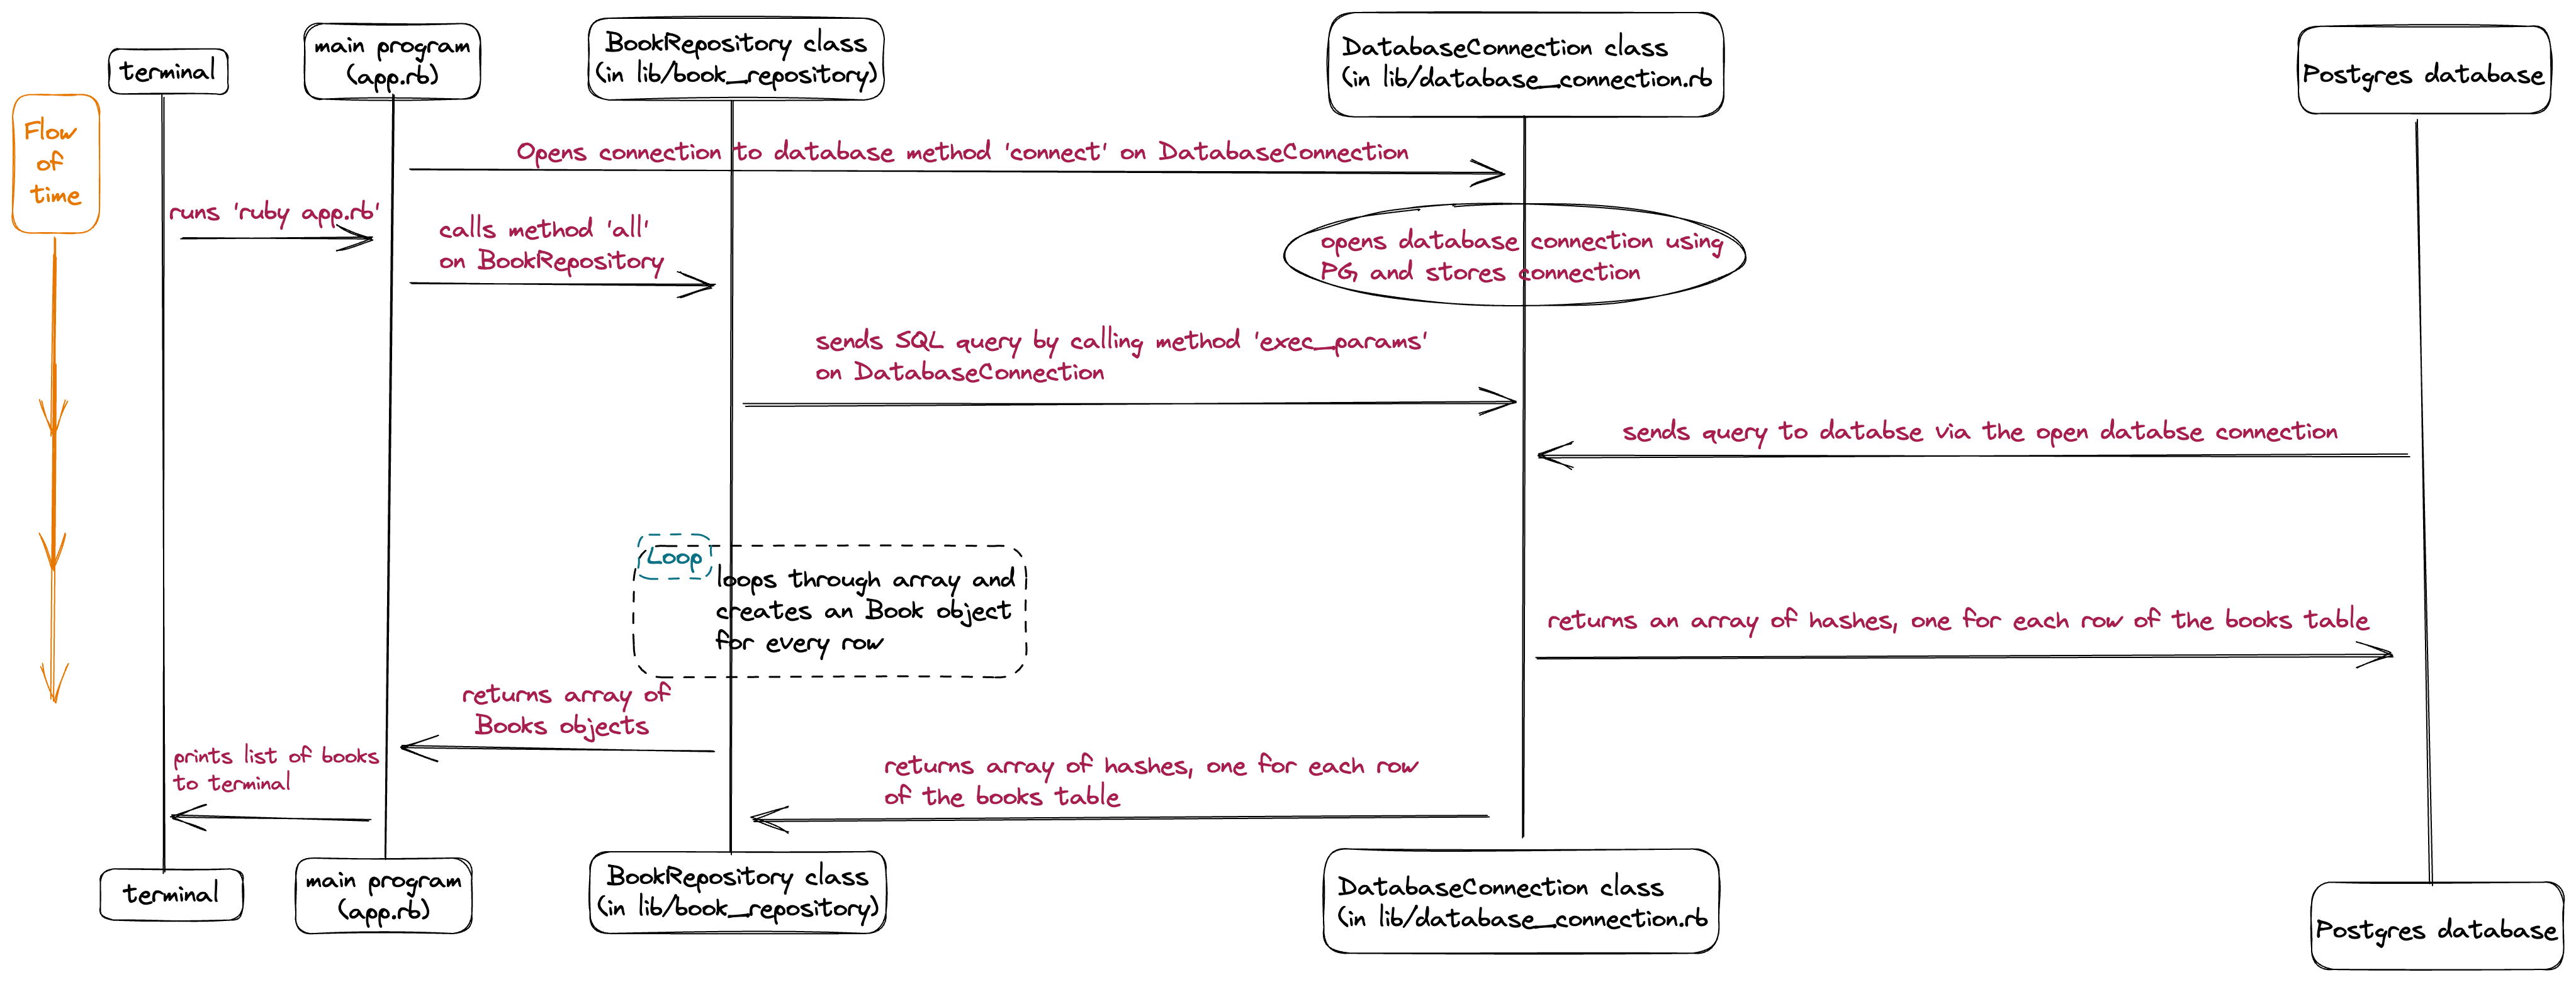 terminal
main program
(app.rb)
BookRepository class
(in lib/book_repository)
DatabaseConnection class
(in lib/database_connection.rb
Postgres database
Flow
of
time
Opens connection to database method 'connect' on DatabaseConnection
runs 'ruby app.rb'
calls method 'all'
on BookRepository
opens database connection using
PG and stores connection
sends SQL query by calling method 'exec_params'
on DatabaseConnection
sends query to databse via the open databse connection
Loop
loops through array and
creates an Book object
for every row
returns an array of hashes, one for each row of the books table
returns array of
Books objects
prints list of books
to terminal
returns array of hashes, one for each row
of the books table
terminal
main program
(app.rb)
BookRepository class
(in lib/book_repository)
DatabaseConnection class
(in lib/database_connection.rb
Postgres database